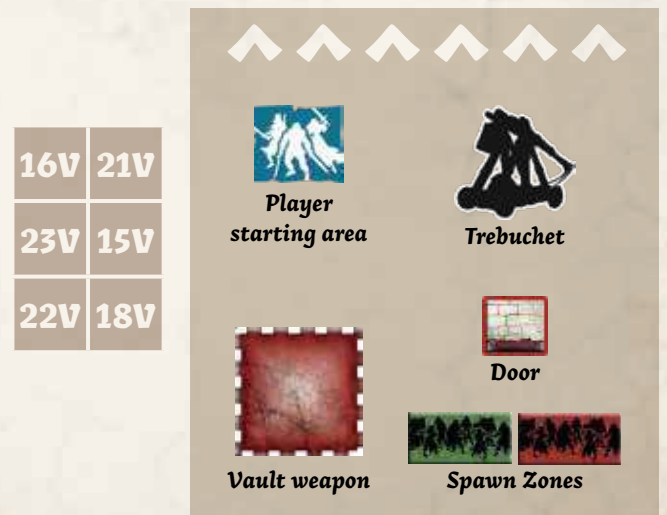 16V 21V
23V 15V
22V 18V
Player
starting area
Trebuchet
Door
Vault weapon
Spawn Zones